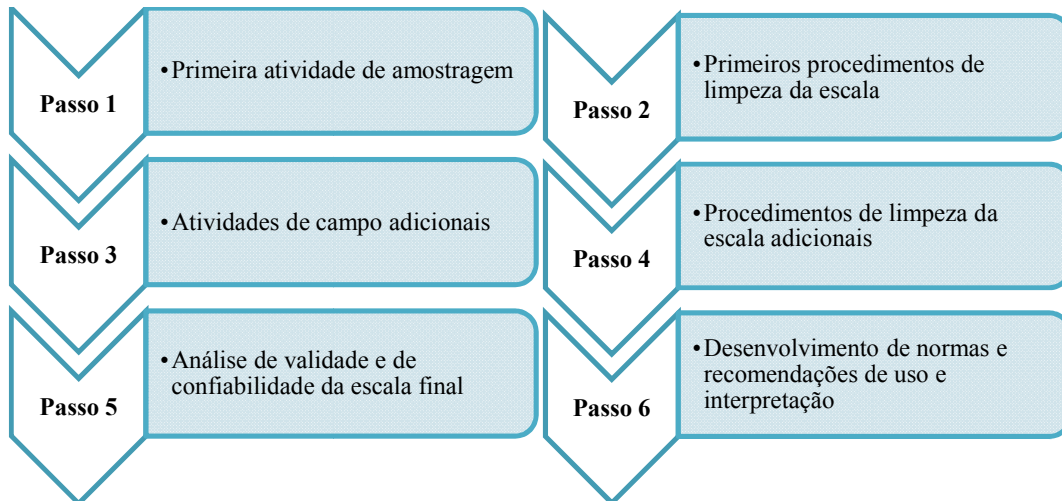 Passo 1
•Primeira atividade de amostragem
Passo 2
•Primeiros procedimentos de
limpeza da escala
Passo 3
•Atividades de campo adicionais
Passo 4
•Procedimentos de limpeza da
escala adicionais
Passo 5
•Análise de validade e de
confiabilidade da escala final
Passo 6
•Desenvolvimento de normas e
recomendações de uso e
interpretação